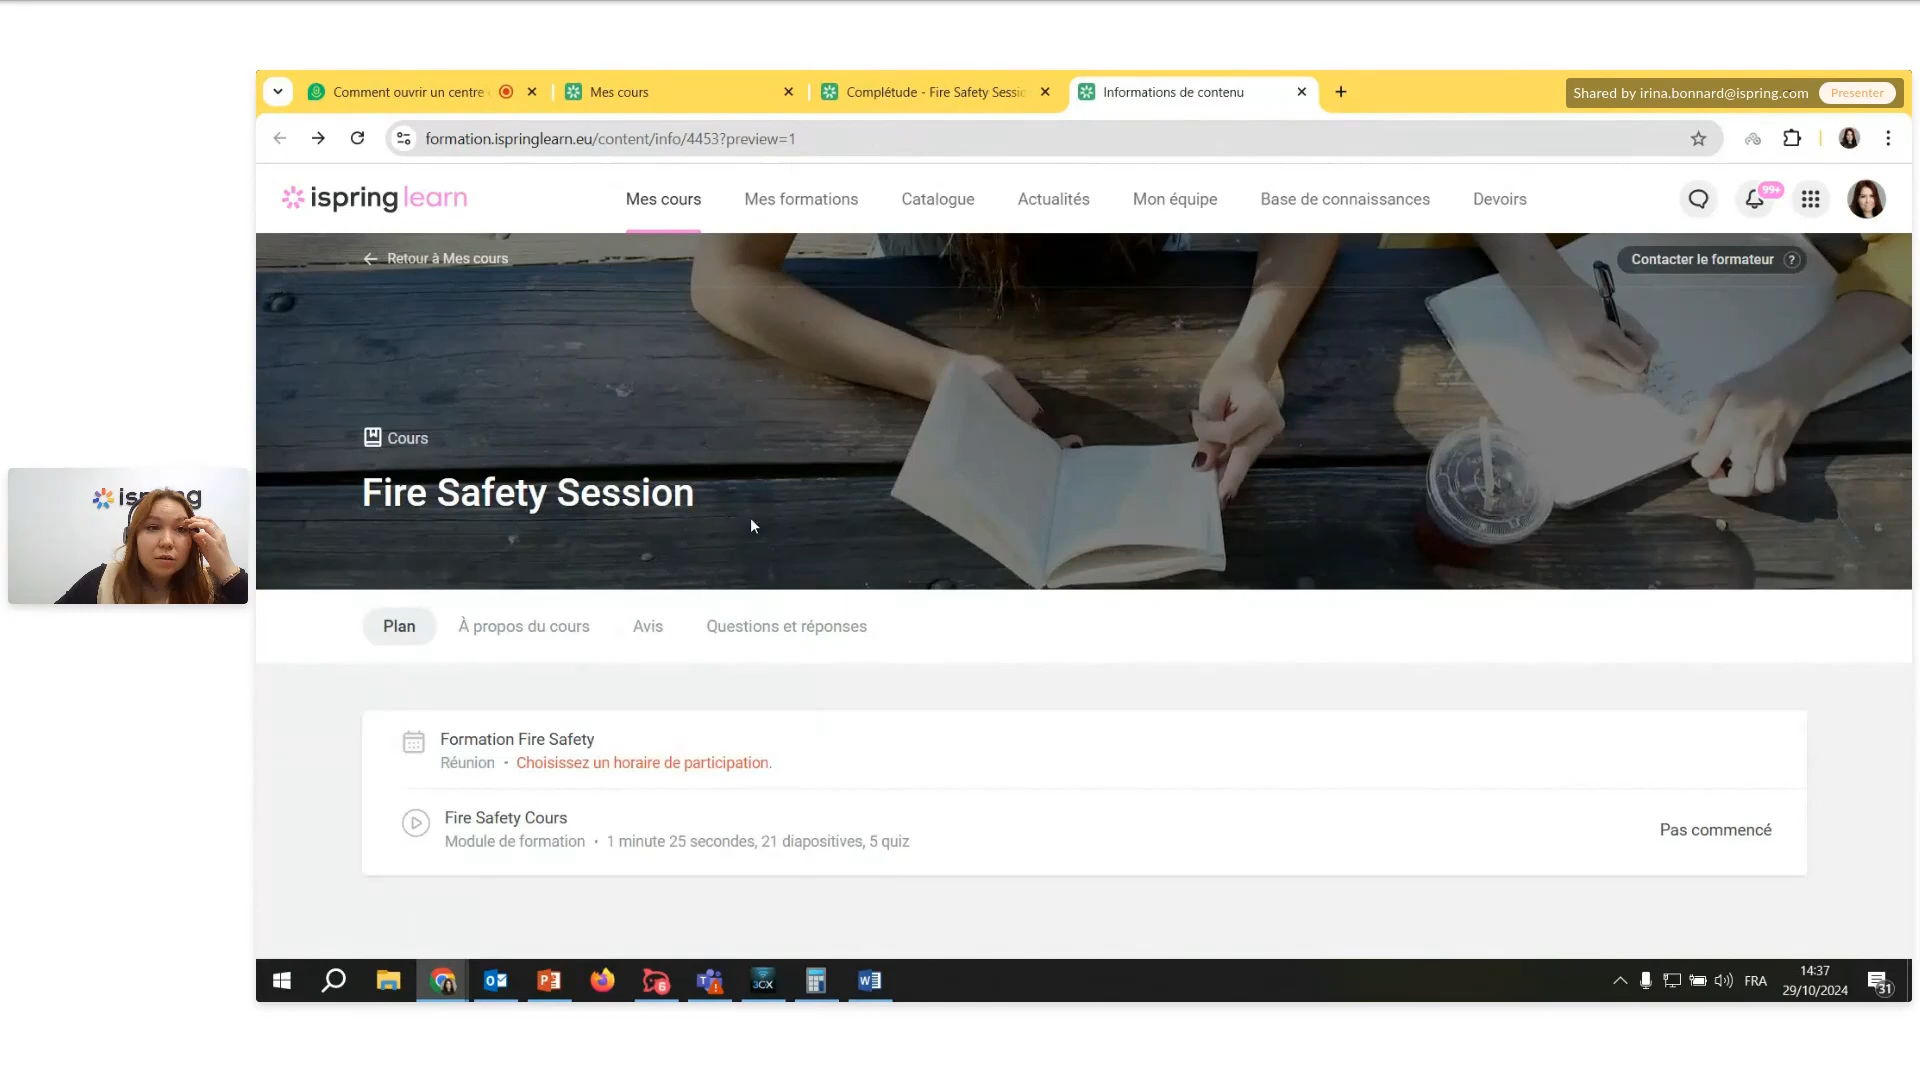 Comment ouvrir un centre
Mes cours
Complétude - Fire Safety Sessic
Informations de contenu
Shared by irina.bonnard@ispring.com
Presenter
formation.ispringlearn.eu/content/info/4453?preview=1
ispring learn
Mes cours
Mes formations
Catalogue
Actualités
Mon équipe
Base de connaissances
Devoirs
99+
Retour à Mes cours
Contacter le formateur ?
Cours
Fire Safety Session
ispring
Plan
À propos du cours
Avis
Questions et réponses
Formation Fire Safety
Réunion • Choisissez un horaire de participation.
Fire Safety Cours
Module de formation • 1 minute 25 secondes, 21 diapositives, 5 quiz
Pas commencé
3CX
6
FRA
14:37
29/10/2024
31